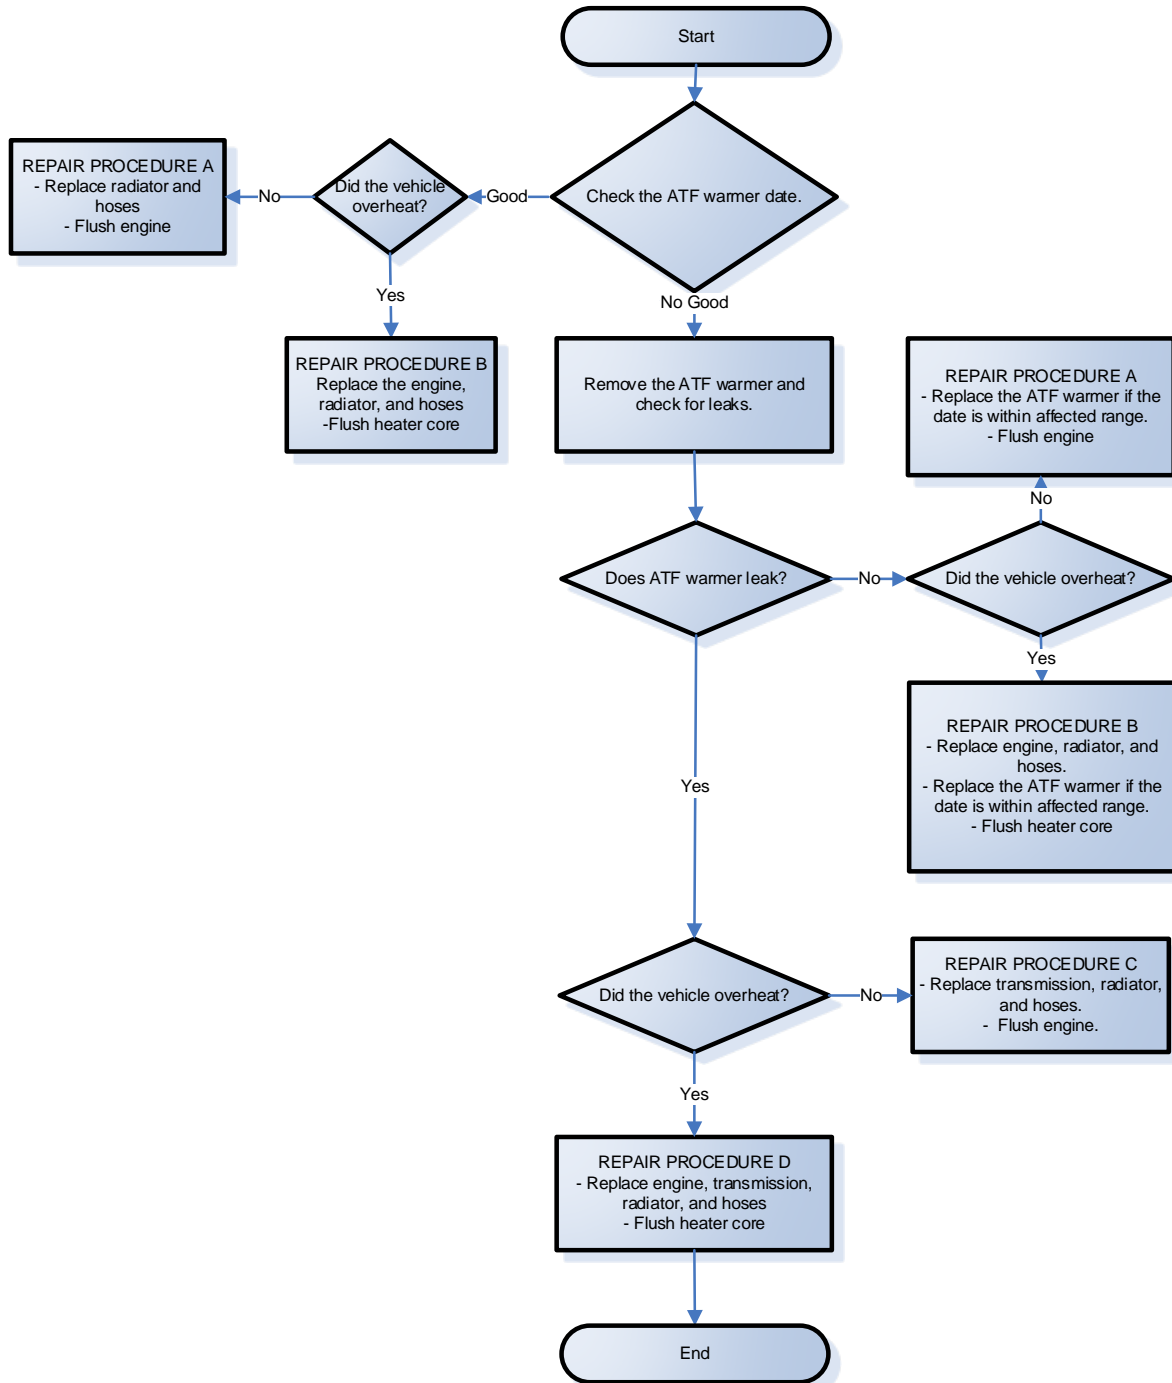 Start
Check the ATF warmer date.
Good
Did the vehicle
overheat?
No
REPAIR PROCEDURE A
- Replace radiator and
hoses
- Flush engine
Yes
REPAIR PROCEDURE B
Replace the engine,
radiator, and hoses
-Flush heater core
No Good
Remove the ATF warmer and
check for leaks.
Does ATF warmer leak?
No
Did the vehicle overheat?
No
REPAIR PROCEDURE A
- Replace the ATF warmer if the
date is within affected range.
- Flush engine
Yes
REPAIR PROCEDURE B
- Replace engine, radiator, and
hoses.
- Replace the ATF warmer if the
date is within affected range.
- Flush heater core
Yes
Did the vehicle overheat?
No
REPAIR PROCEDURE C
- Replace transmission, radiator,
and hoses.
- Flush engine.
Yes
REPAIR PROCEDURE D
- Replace engine, transmission,
radiator, and hoses
- Flush heater core
End